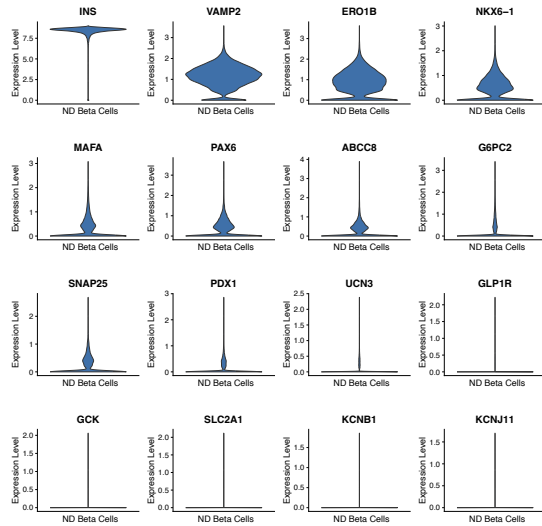 INS VAMP2 ERO1B NKX6−1
Expression Level 7.5 5.0 2.5 0.0 Expression Level 3 2 1 0 Expression Level 3 2 1 0 Expression Level 3 2 1 0
ND Beta Cells ND Beta Cells ND Beta Cells ND Beta Cells
MAFA PAX6 ABCC8 G6PC2
Expression Level 3 2 1 0 Expression Level 3 2 1 0 Expression Level 4 3 2 1 0 Expression Level 3 2 1 0
ND Beta Cells ND Beta Cells ND Beta Cells ND Beta Cells
SNAP25 PDX1 UCN3 GLP1R
Expression Level 2 1 0 Expression Level 3 2 1 0 Expression Level 2.5 2.0 1.5 1.0 0.5 0.0 Expression Level 2.0 1.5 1.0 0.5 0.0
ND Beta Cells ND Beta Cells ND Beta Cells ND Beta Cells
GCK SLC2A1 KCNB1 KCNJ11
Expression Level 2.0 1.5 1.0 0.5 0.0 Expression Level 2.0 1.5 1.0 0.5 0.0 Expression Level 1.5 1.0 0.5 0.0 Expression Level 1.5 1.0 0.5 0.0
ND Beta Cells ND Beta Cells ND Beta Cells ND Beta Cells